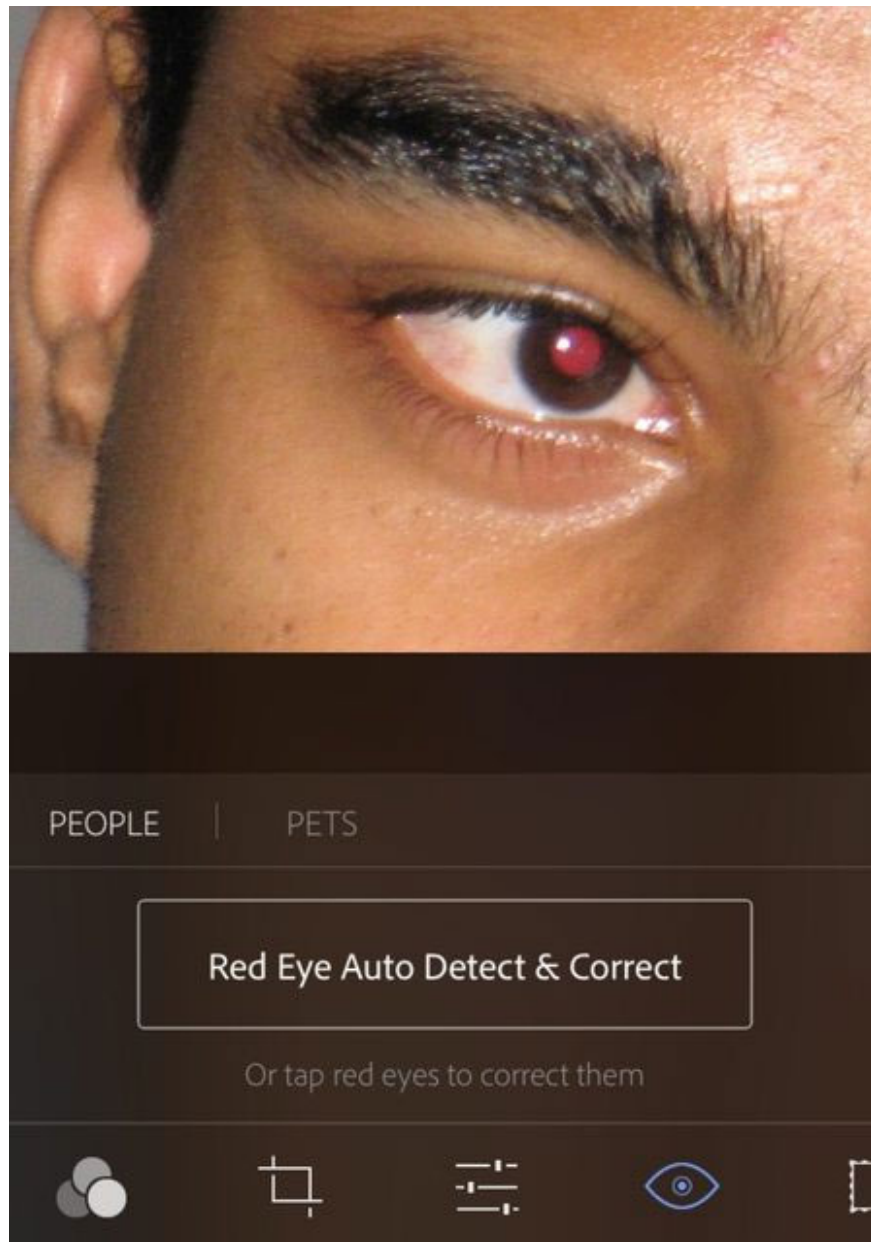 PEOPLE | PETS
Red Eye Auto Detect & Correct
Or tap red eyes to correct them